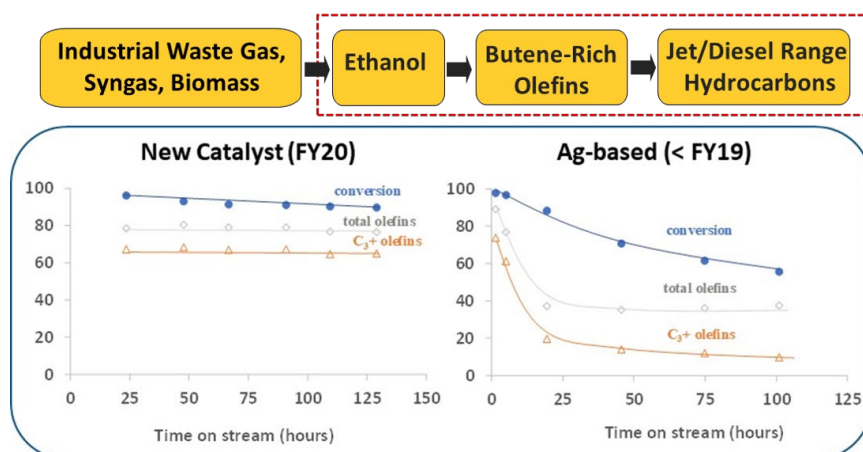 Industrial Waste Gas,
Syngas, Biomass
Ethanol
Butene-Rich
Olefins
Jet/Diesel Range
Hydrocarbons
New Catalyst (FY20)
100
80
60
40
20
0
conversion
total olefins
C₃+ olefins
0
25
50
75
100
125
150
Time on stream (hours)
Ag-based (< FY19)
100
80
60
40
20
0
conversion
total olefins
C₃+ olefins
0
25
50
75
100
125
Time on stream (hours)